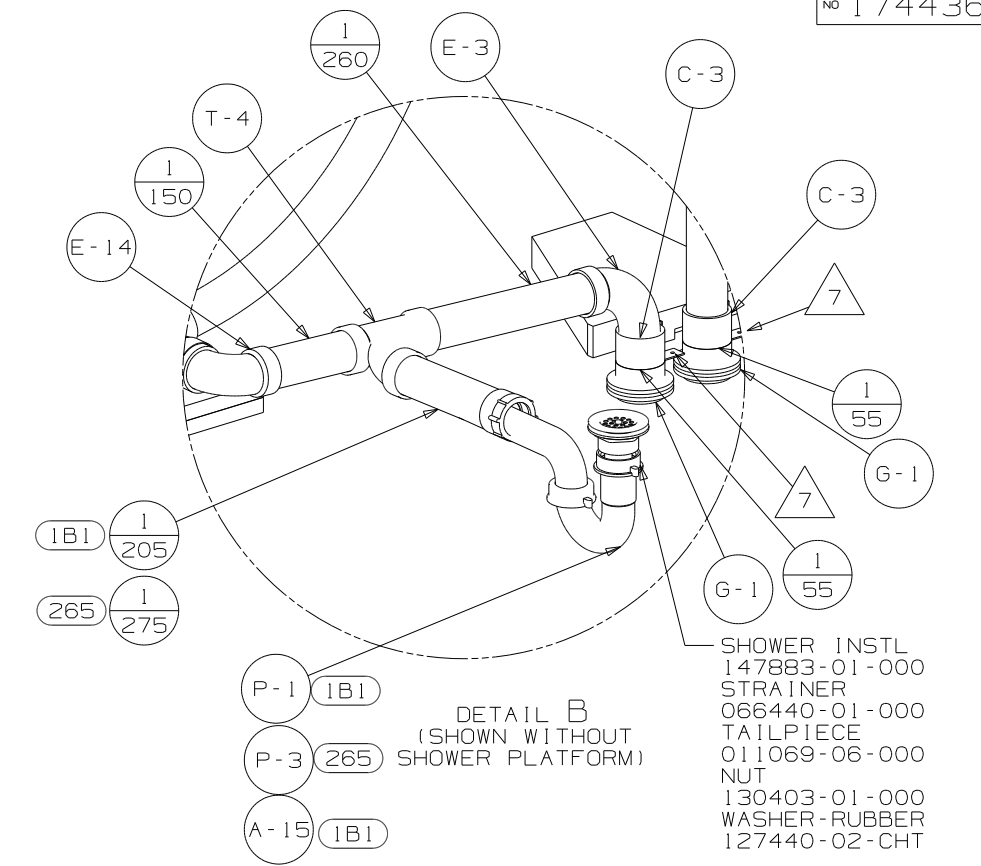 NO 174436
1
260
E-3
C-3
T-4
1
150
C-3
E-14
7
1
55
G-1
7
1B1
1
205
1
55
G-1
265
1
275
SHOWER INSTL
147883-01-000
STRAINER
066440-01-000
TAILPIECE
011069-06-000
NUT
130403-01-000
WASHER-RUBBER
127440-02-CHT
P-1
1B1
DETAIL B
(SHOWN WITHOUT
SHOWER PLATFORM)
P-3
265
A-15
1B1